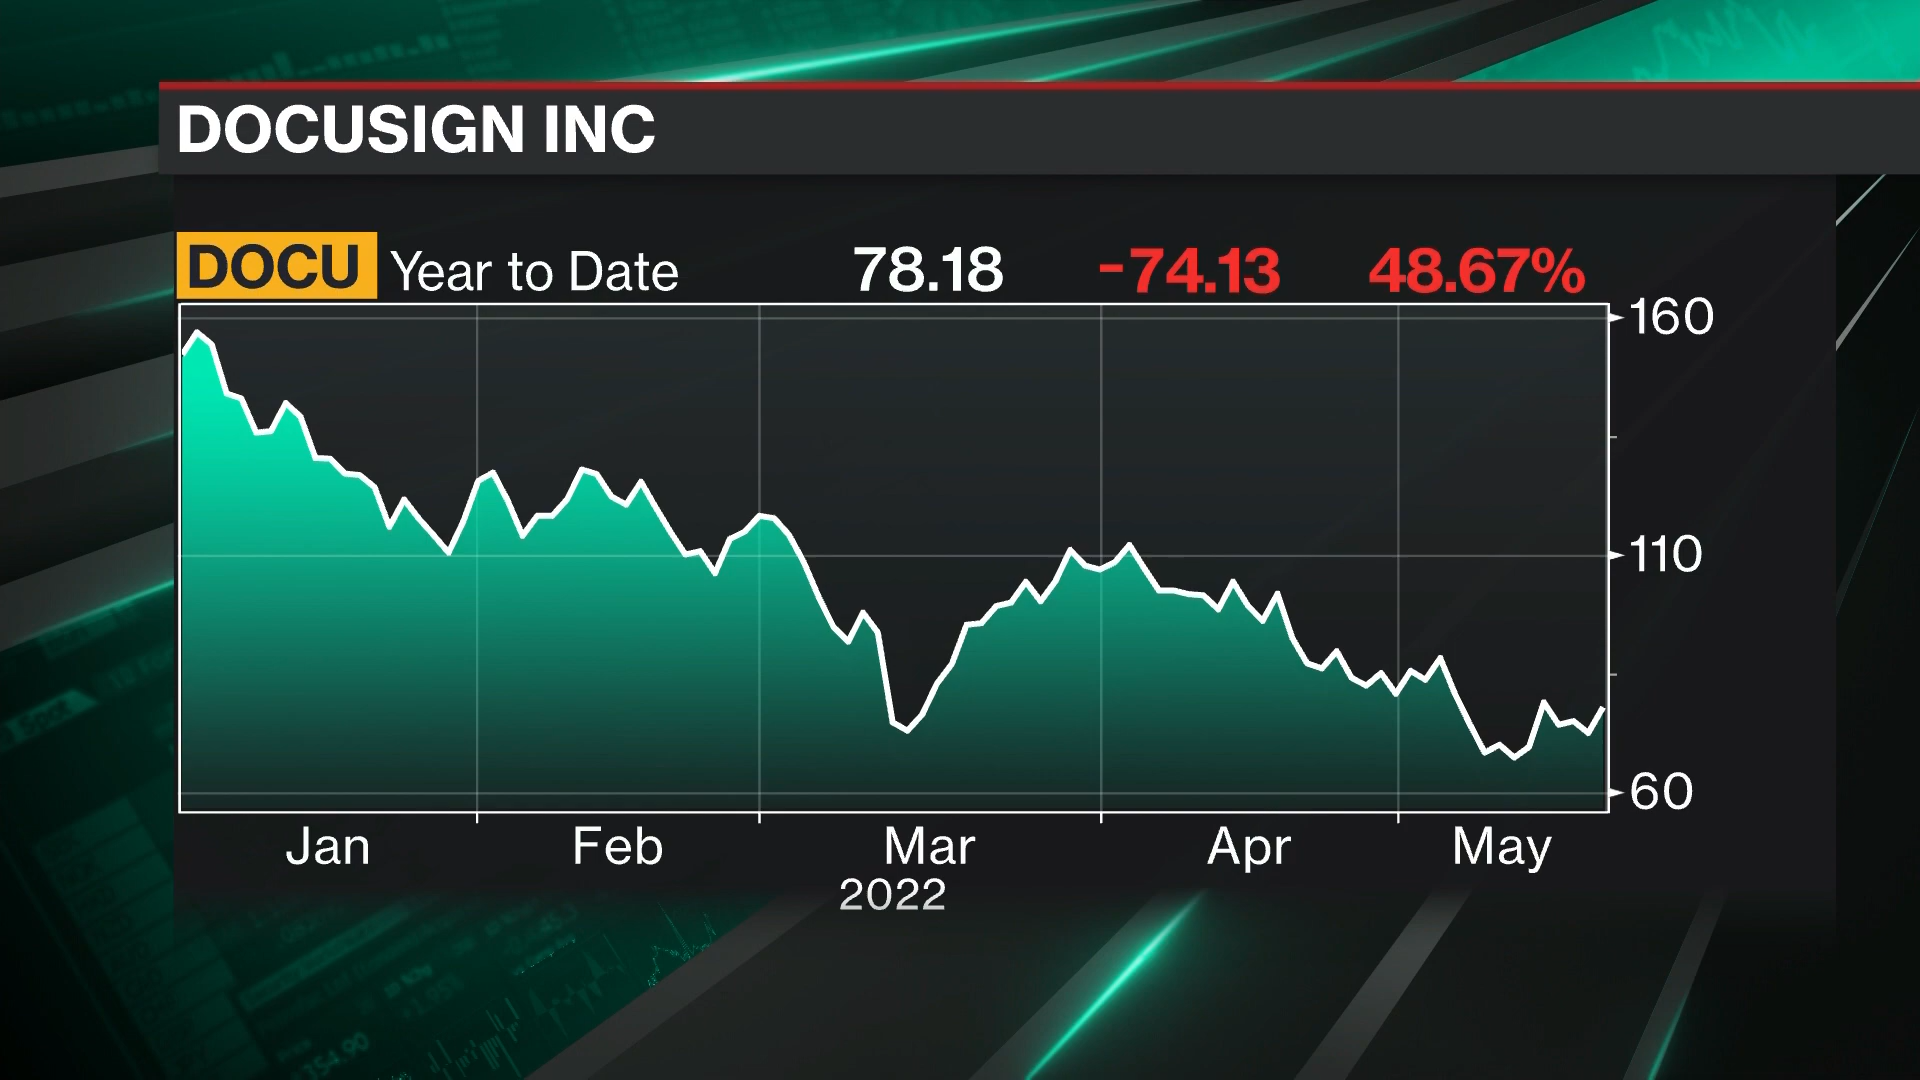 DOCUSIGN INC
DOCU Year to Date 78.18 -74.13 48.67%
160
110
60
Jan Feb Mar Apr May
2022